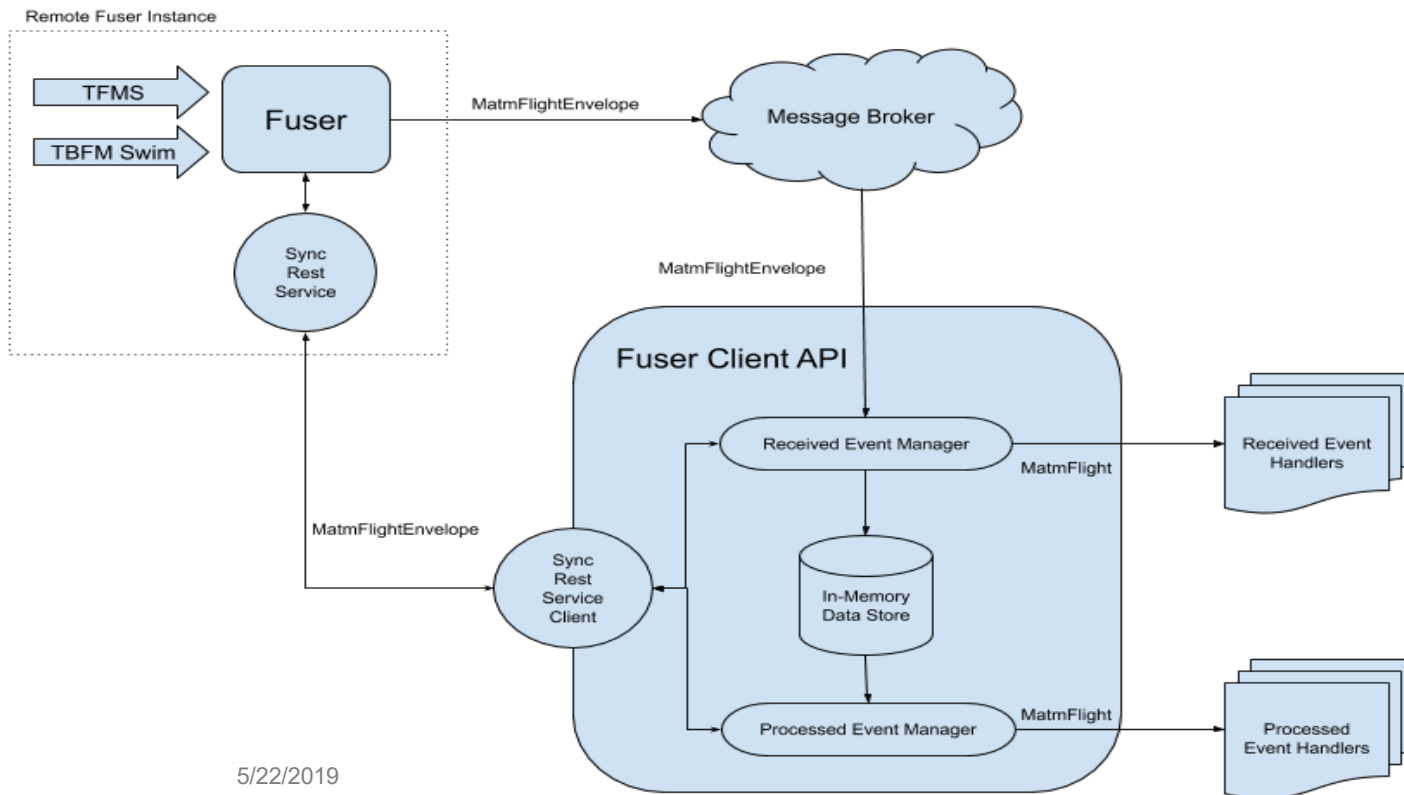 Remote Fuser Instance
TFMS
TBFM Swim
Fuser
MatmFlightEnvelope
Message Broker
Sync
Rest
Service
MatmFlightEnvelope
Fuser Client API
Received Event Manager
MatmFlight
Received Event
Handlers
MatmFlightEnvelope
Sync
Rest
Service
Client
In-Memory
Data Store
Processed Event Manager
MatmFlight
Processed
Event Handlers
5/22/2019